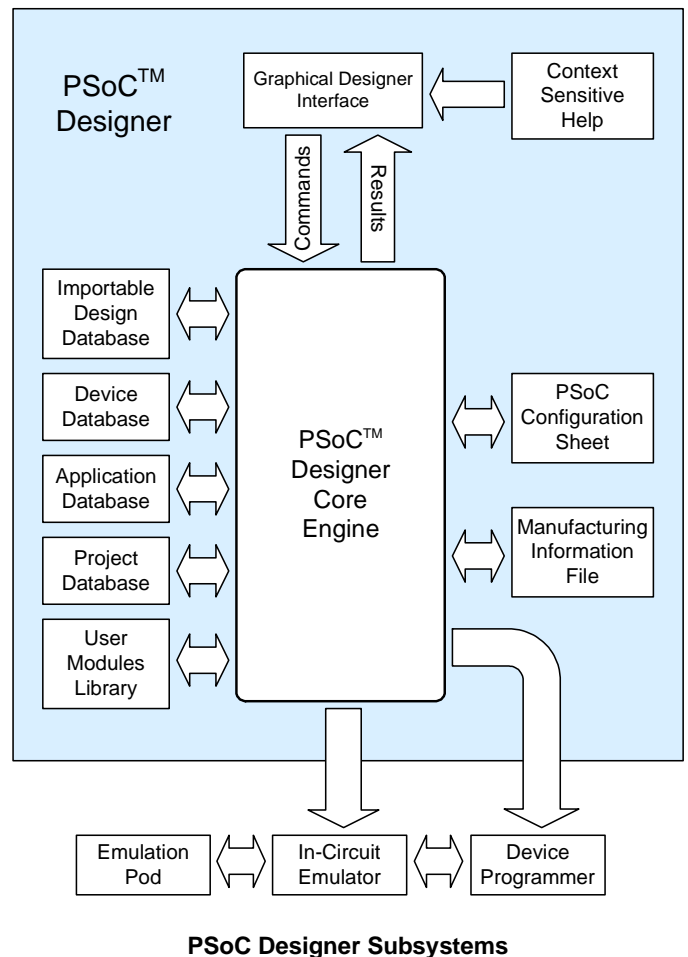 PSoC™
Designer
Graphical Designer
Interface
Context
Sensitive
Help
Commands
Results
Importable
Design
Database
Device
Database
Application
Database
Project
Database
User
Modules
Library
PSoC™
Designer
Core
Engine
PSoC
Configuration
Sheet
Manufacturing
Information
File
Emulation
Pod
In-Circuit
Emulator
Device
Programmer
PSoC Designer Subsystems